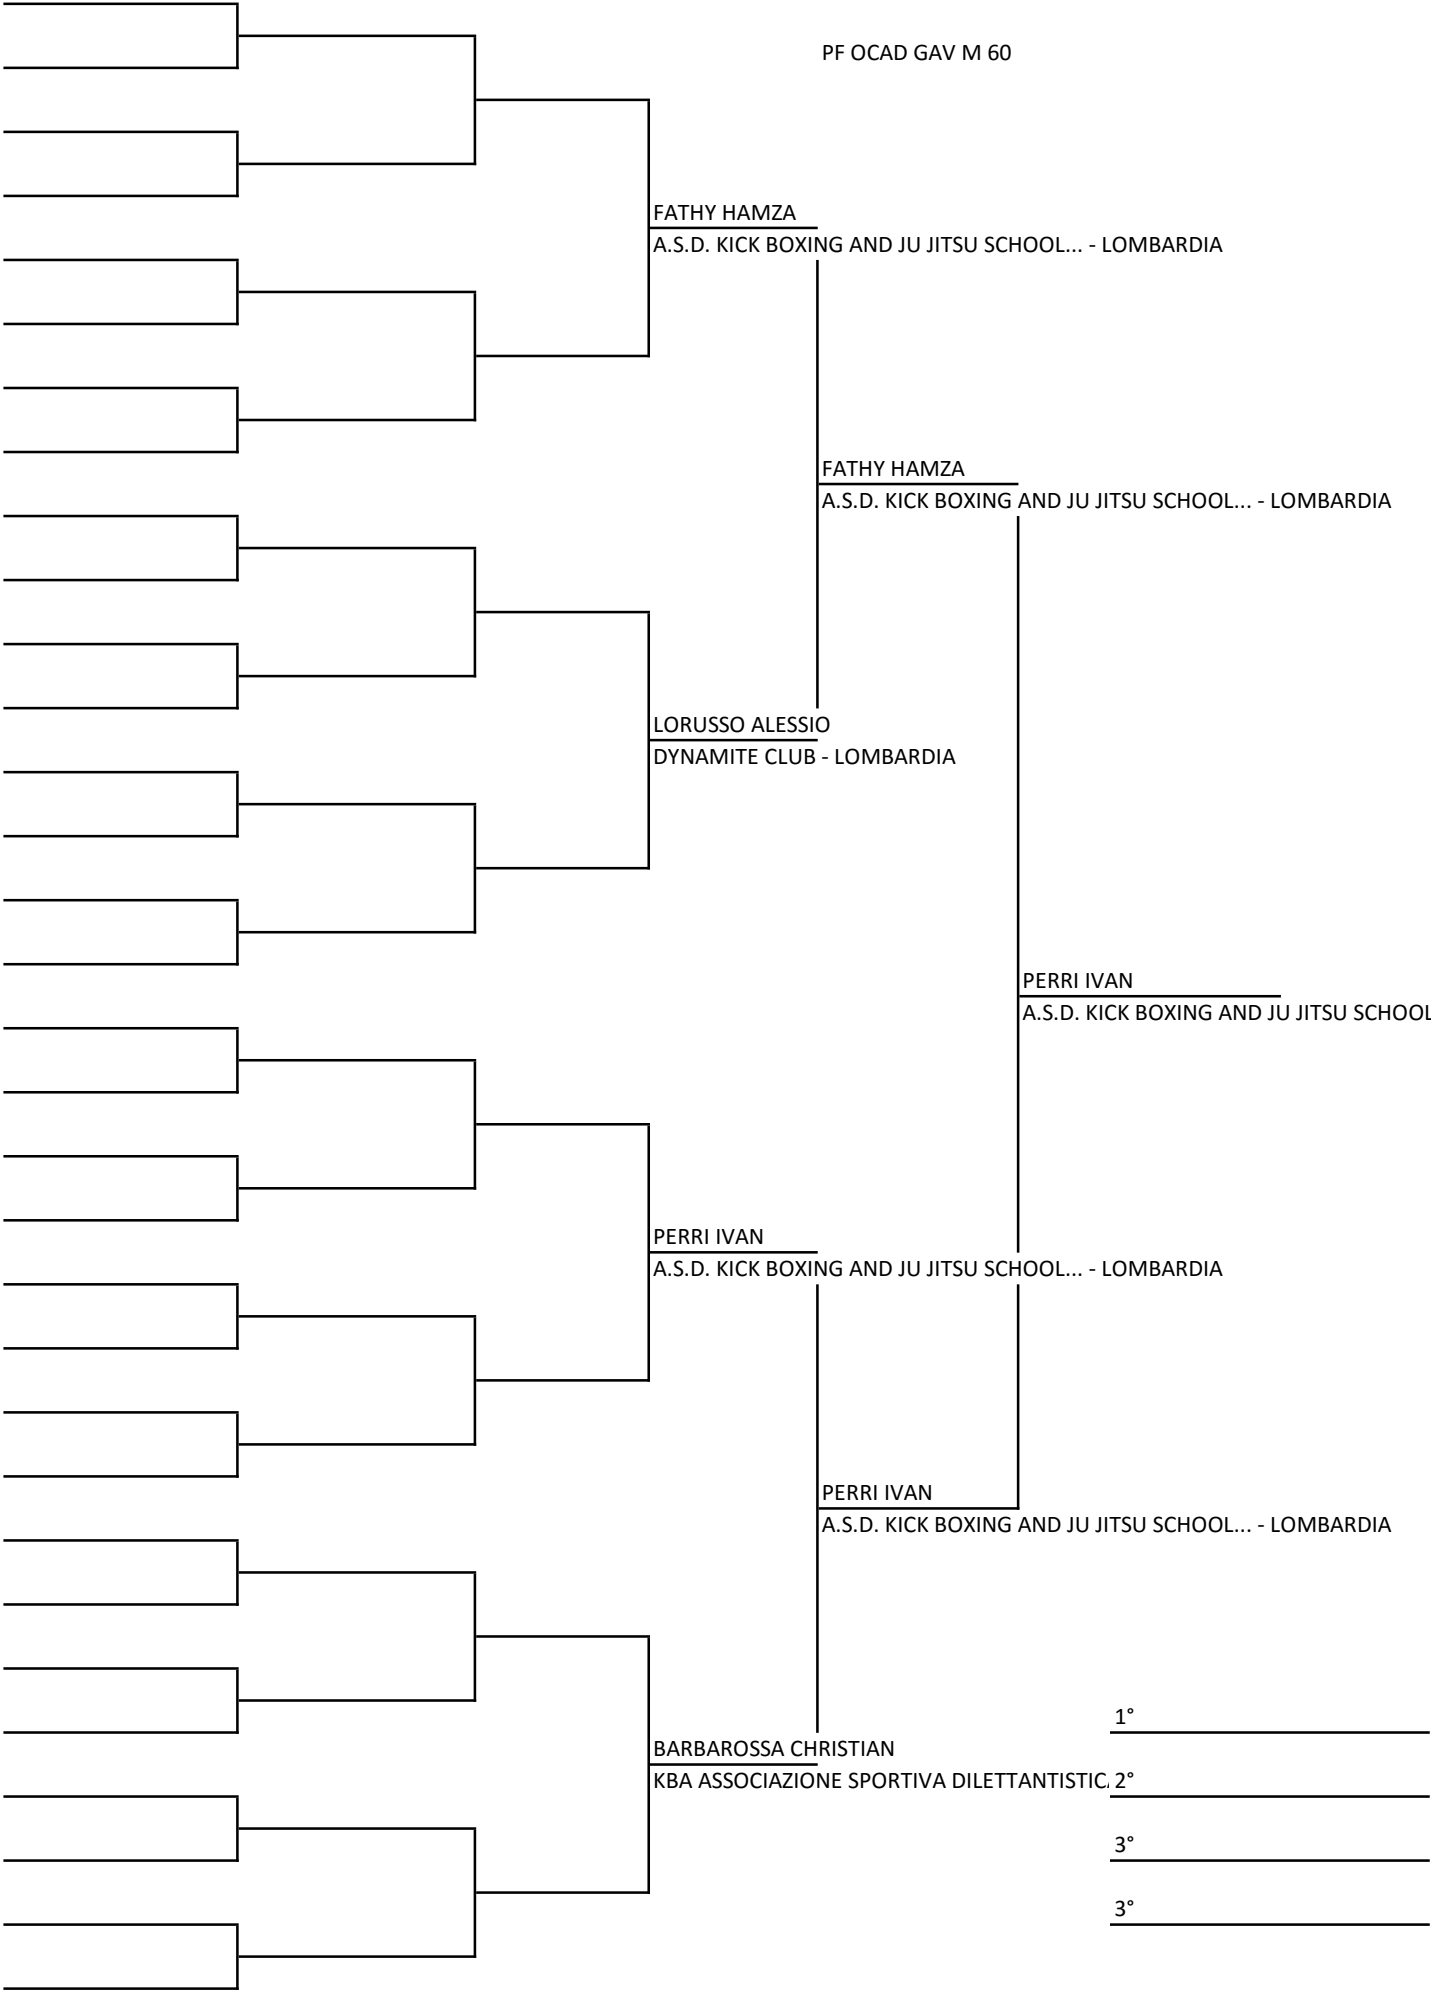 PF OCAD GAV M 60
FATHY HAMZA
A.S.D. KICK BOXING AND JU JITSU SCHOOL... - LOMBARDIA
FATHY HAMZA
A.S.D. KICK BOXING AND JU JITSU SCHOOL... - LOMBARDIA
LORUSSO ALESSIO
DYNAMITE CLUB - LOMBARDIA
PERRI IVAN
A.S.D. KICK BOXING AND JU JITSU SCHOOL
PERRI IVAN
A.S.D. KICK BOXING AND JU JITSU SCHOOL... - LOMBARDIA
PERRI IVAN
A.S.D. KICK BOXING AND JU JITSU SCHOOL... - LOMBARDIA
1°
BARBAROSSA CHRISTIAN
KBA ASSOCIAZIONE SPORTIVA DILETTANTISTICA
2°
3°
3°